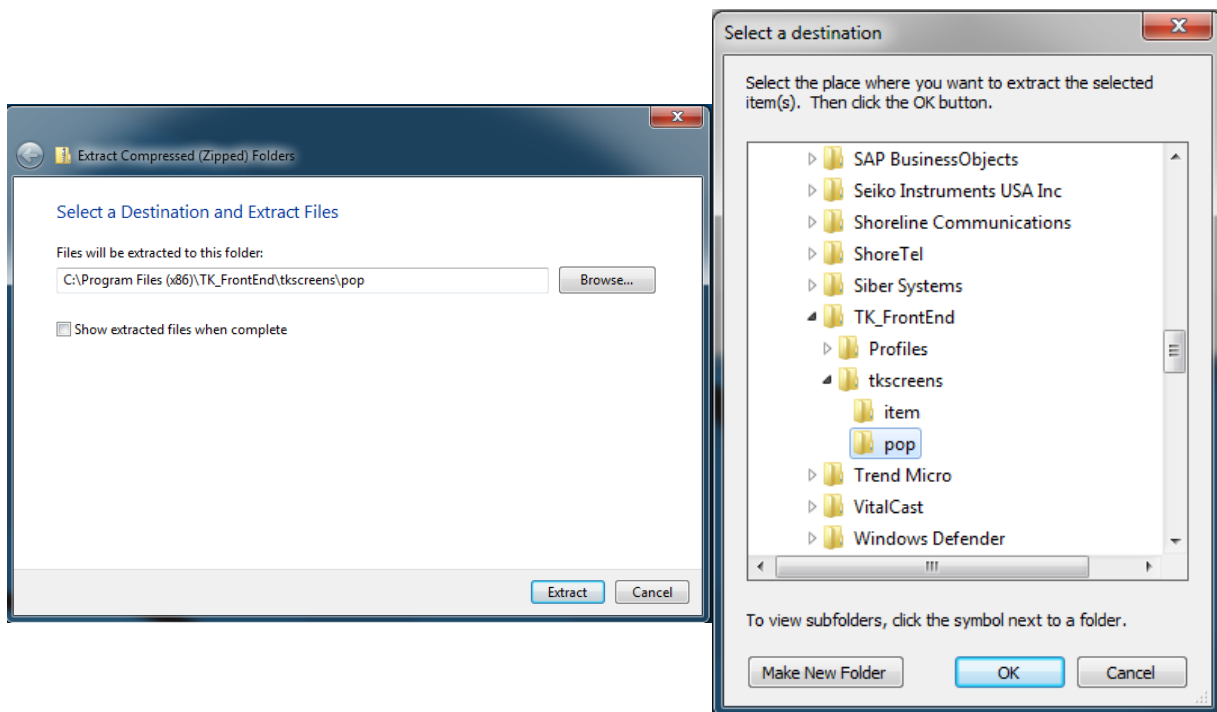 Extract Compressed (Zipped) Folders
Select a Destination and Extract Files
Files will be extracted to this folder:
C:\Program Files (x86)\TK_FrontEnd\tkscreens\pop
Browse...
Show extracted files when complete
Extract
Cancel
Select a destination
Select the place where you want to extract the selected
item(s). Then click the OK button.
SAP BusinessObjects
Seiko Instruments USA Inc
Shoreline Communications
ShoreTel
Siber Systems
TK_FrontEnd
Profiles
tkscreens
item
pop
Trend Micro
VitalCast
Windows Defender
To view subfolders, click the symbol next to a folder.
Make New Folder
OK
Cancel